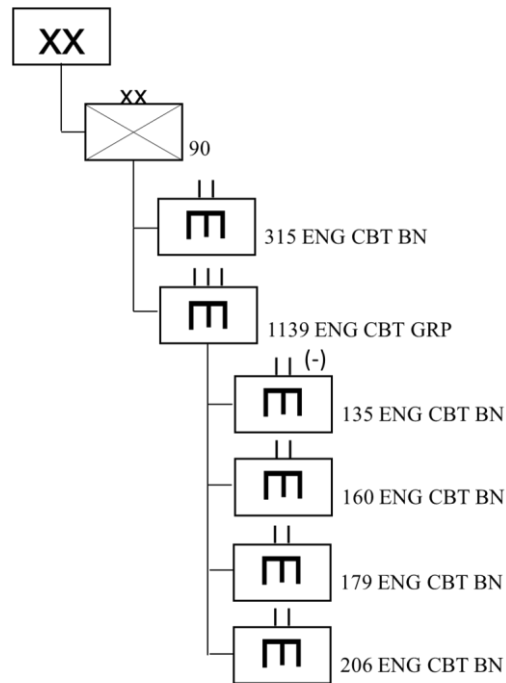 XX
XX
90
315 ENG CBT BN
1139 ENG CBT GRP
(-)
135 ENG CBT BN
160 ENG CBT BN
179 ENG CBT BN
206 ENG CBT BN